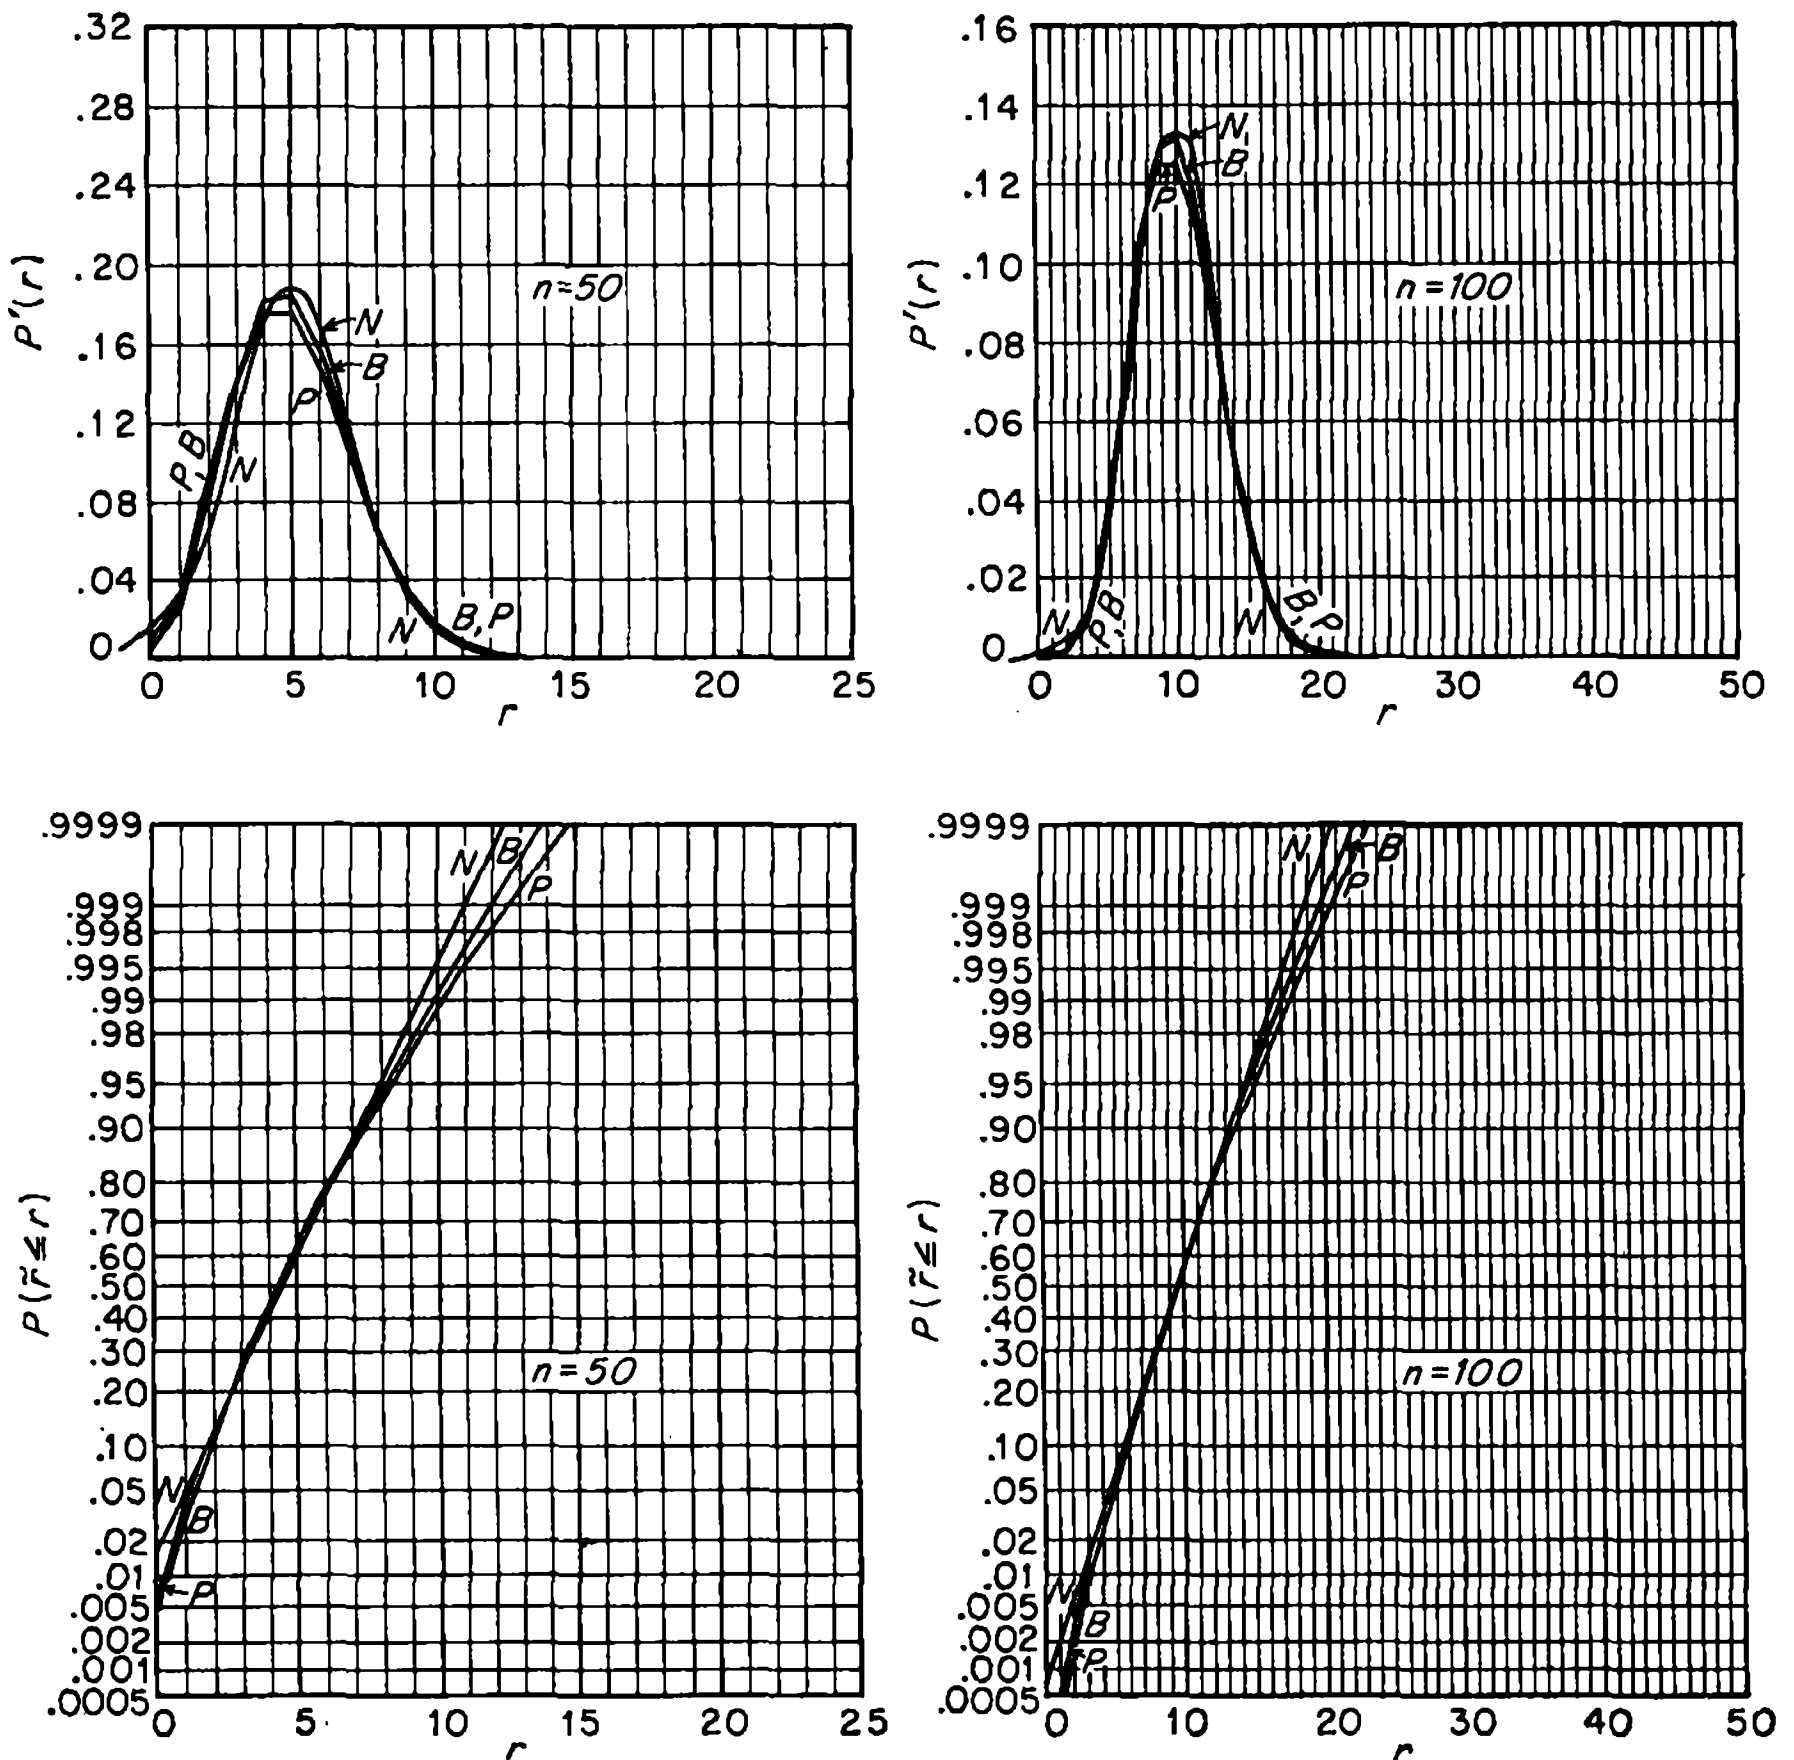 .32
.28
.24
.20
.16
.12
.08
.04
0
P'(r)
n=50
N
B
P
P, B
N
N
B, P
0 5 10 15 20 25
r
.16
.14
.12
.10
.08
.06
.04
.02
0
P'(r)
n=100
N
B
P
N
P, B
N
B, P
0 10 20 30 40 50
r
.9999
.999
.998
.995
.99
.98
.95
.90
.80
.70
.60
.50
.40
.30
.20
.10
.05
.02
.01
.005
.002
.001
.0005
P(r̃≤r)
N B
P
n=50
N
B
P
0 5 10 15 20 25
r
.9999
.999
.998
.995
.99
.98
.95
.90
.80
.70
.60
.50
.40
.30
.20
.10
.05
.02
.01
.005
.002
.001
.0005
P(r̃≤r)
N B
P
n=100
N
B
P
0 10 20 30 40 50
r